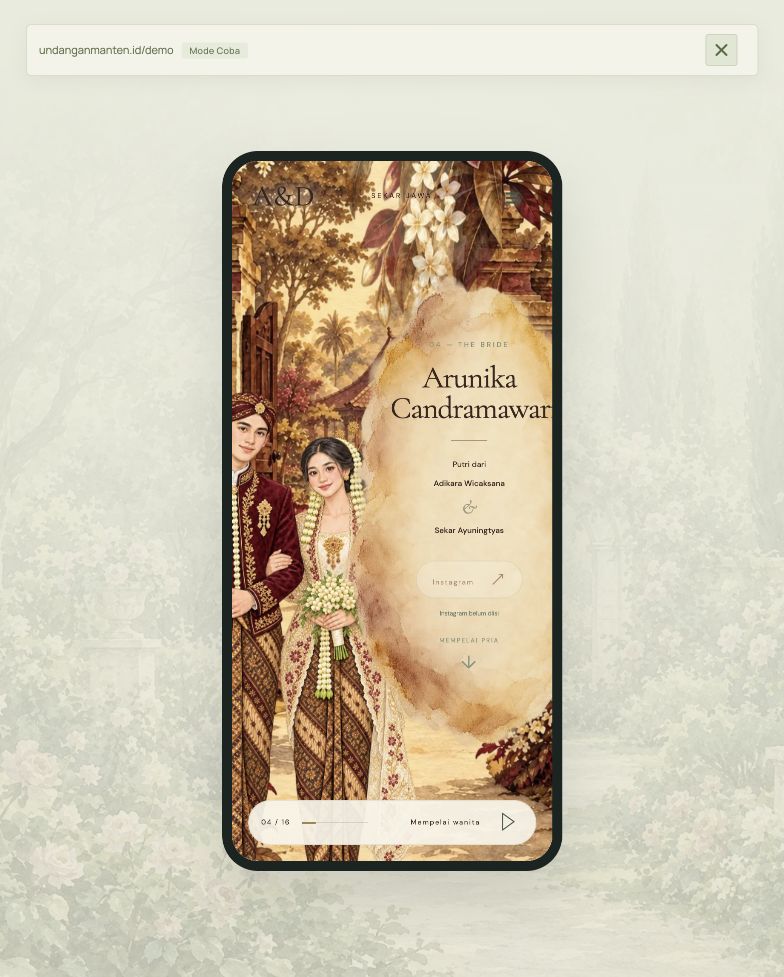 undanganmanten.id/demo
Mode Coba
A&D
SEKAR JAWA
04 — THE BRIDE
Arunika
Candramawar
Putri dari
Adikara Wicaksana
&
Sekar Ayuningtyas
Instagram
Instagram belum diisi
MEMPELAI PRIA
04 / 16
Mempelai wanita